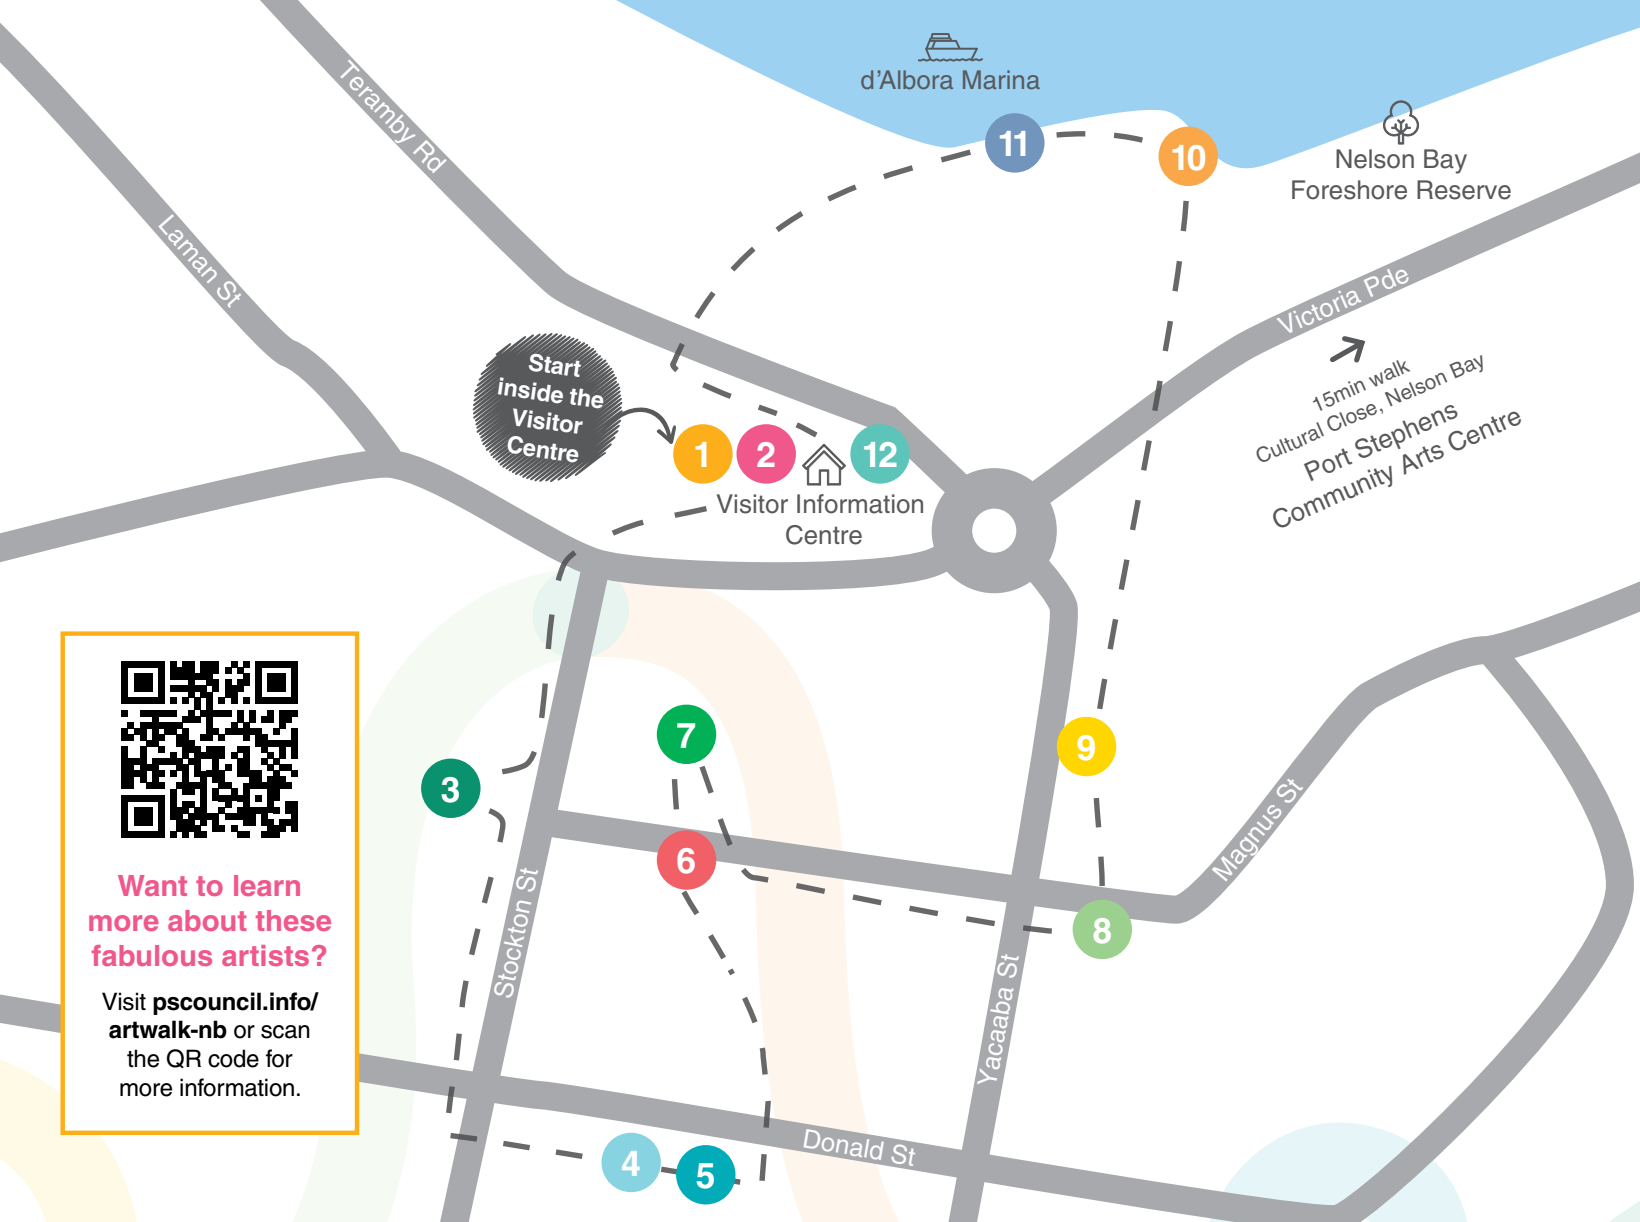 d'Albora Marina
11
10
Nelson Bay
Foreshore Reserve
Teramby Rd
Laman St
Victoria Pde
15min walk
Cultural Close, Nelson Bay
Port Stephens
Community Arts Centre
Start
inside the
Visitor
Centre
1
2
12
Visitor Information
Centre
7
3
9
6
8
Magnus St
Stockton St
Yacaaba St
Donald St
4
5
Want to learn
more about these
fabulous artists?
Visit pscouncil.info/
artwalk-nb or scan
the QR code for
more information.